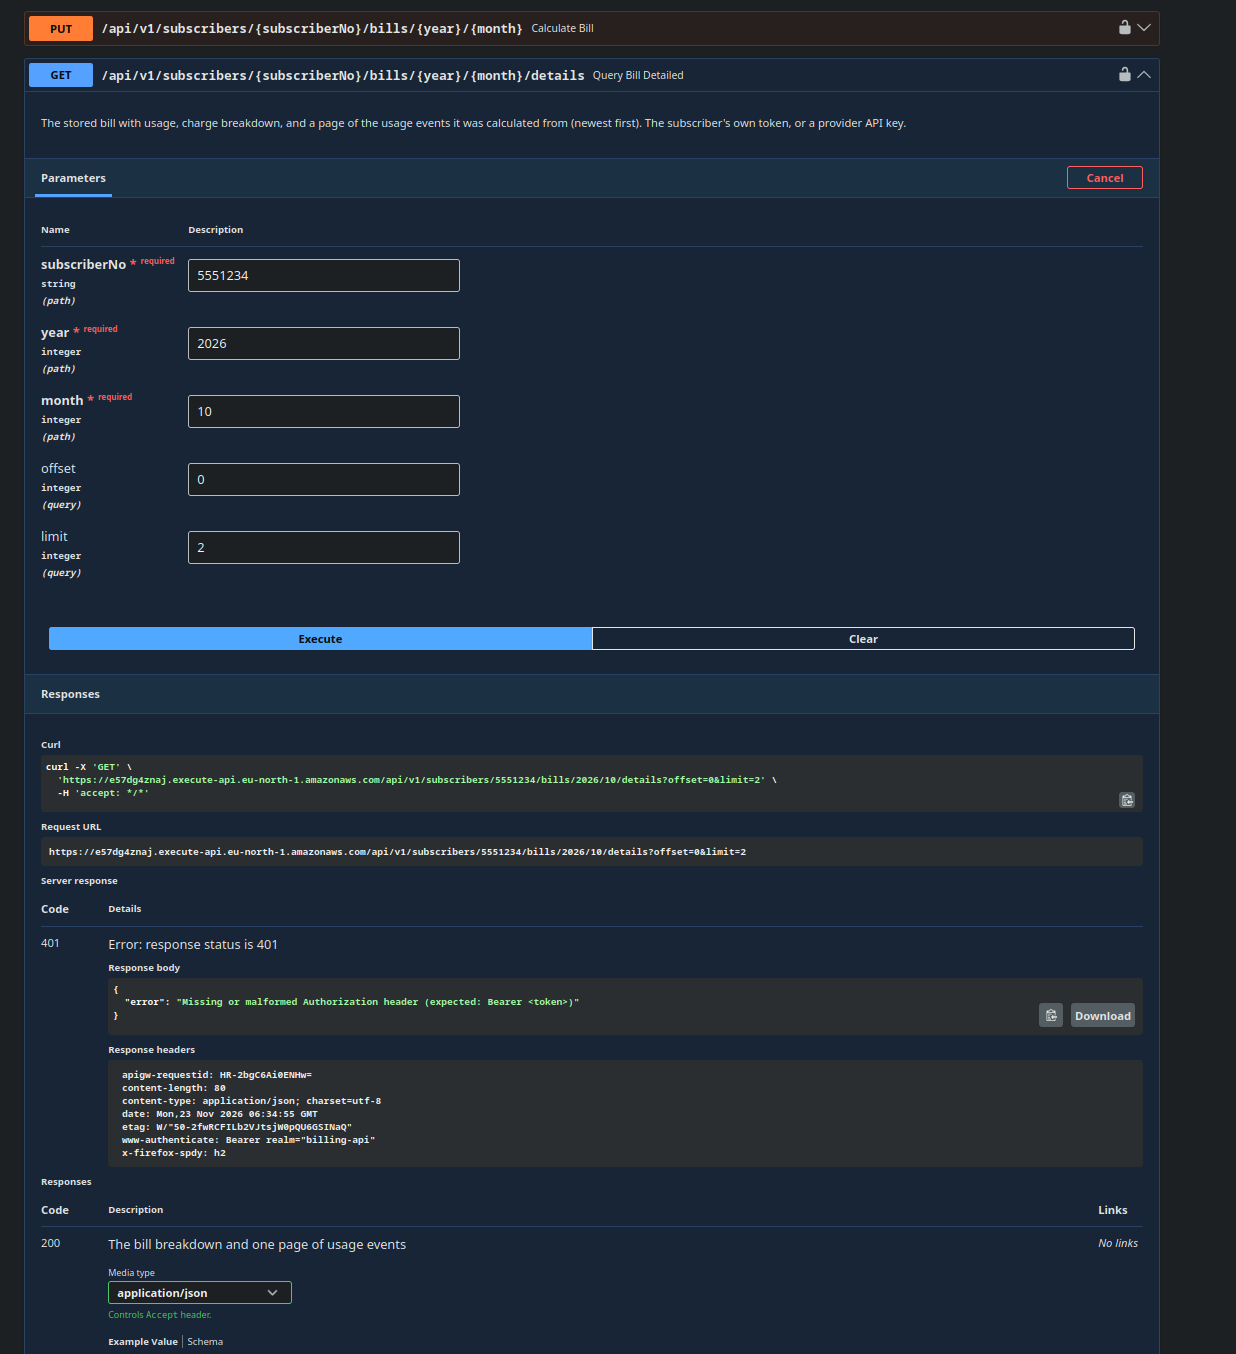 PUT /api/v1/subscribers/{subscriberNo}/bills/{year}/{month} Calculate Bill
GET /api/v1/subscribers/{subscriberNo}/bills/{year}/{month}/details Query Bill Detailed
The stored bill with usage, charge breakdown, and a page of the usage events it was calculated from (newest first). The subscriber's own token, or a provider API key.
Parameters
Cancel
Name Description
subscriberNo * required
string
(path)
5551234
year * required
integer
(path)
2026
month * required
integer
(path)
10
offset
integer
(query)
0
limit
integer
(query)
2
Execute
Clear
Responses
Curl
curl -X 'GET' \
'https://e57dg4znaj.execute-api.eu-north-1.amazonaws.com/api/v1/subscribers/5551234/bills/2026/10/details?offset=0&limit=2' \
-H 'accept: */*'
Request URL
https://e57dg4znaj.execute-api.eu-north-1.amazonaws.com/api/v1/subscribers/5551234/bills/2026/10/details?offset=0&limit=2
Server response
Code Details
401 Error: response status is 401
Response body
{
"error": "Missing or malformed Authorization header (expected: Bearer <token>)"
}
Download
Response headers
apigw-requestid: HR-2bgC6Ai0ENHw=
content-length: 80
content-type: application/json; charset=utf-8
date: Mon,23 Nov 2026 06:34:55 GMT
etag: W/"50-2fwRCFILb2VJtsjW0pQU6GSINaQ"
www-authenticate: Bearer realm="billing-api"
x-firefox-spdy: h2
Responses
Code Description Links
200 The bill breakdown and one page of usage events No links
Media type
application/json
Controls Accept header.
Example Value | Schema